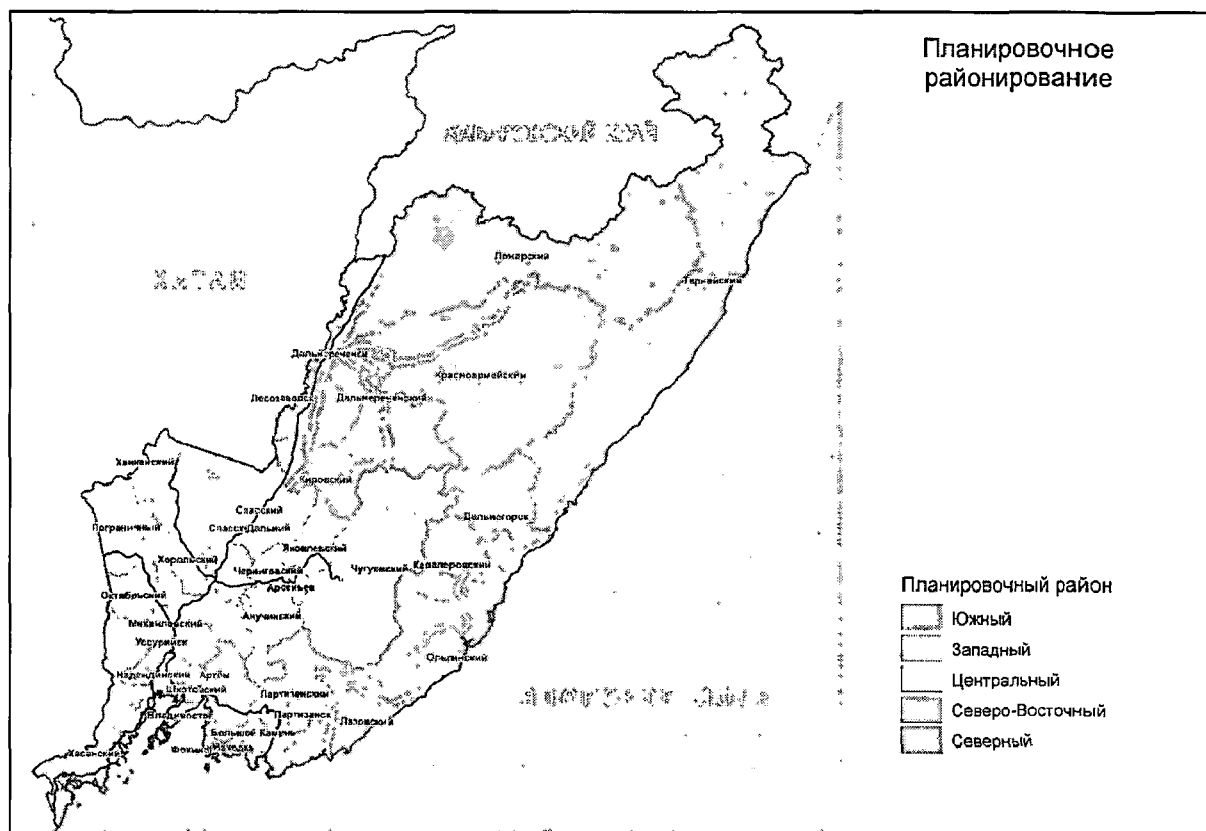 Планировочное
районирование
Пожарский
Тернейский
Дальнереченск
Красноармейский
Лесозаводск
Дальнереченский
Ханкайский
Кировский
Спасский
Пограничный
Спасск-Дальний
Дальногорск
Яковлевский
Хорольский
Черниговский
Чугуевский
Кавалеровский
Арсеньев
Октябрьский
Анучинский
Михайловский
Уссурийск
Ольгинский
Надеждинский
Артём
Шкотовский
Партизанский
Владивосток
Партизанск
Лазовский
Большой Камень
Хасанский
Фокино
Находка
Планировочный район
Южный
Западный
Центральный
Северо-Восточный
Северный